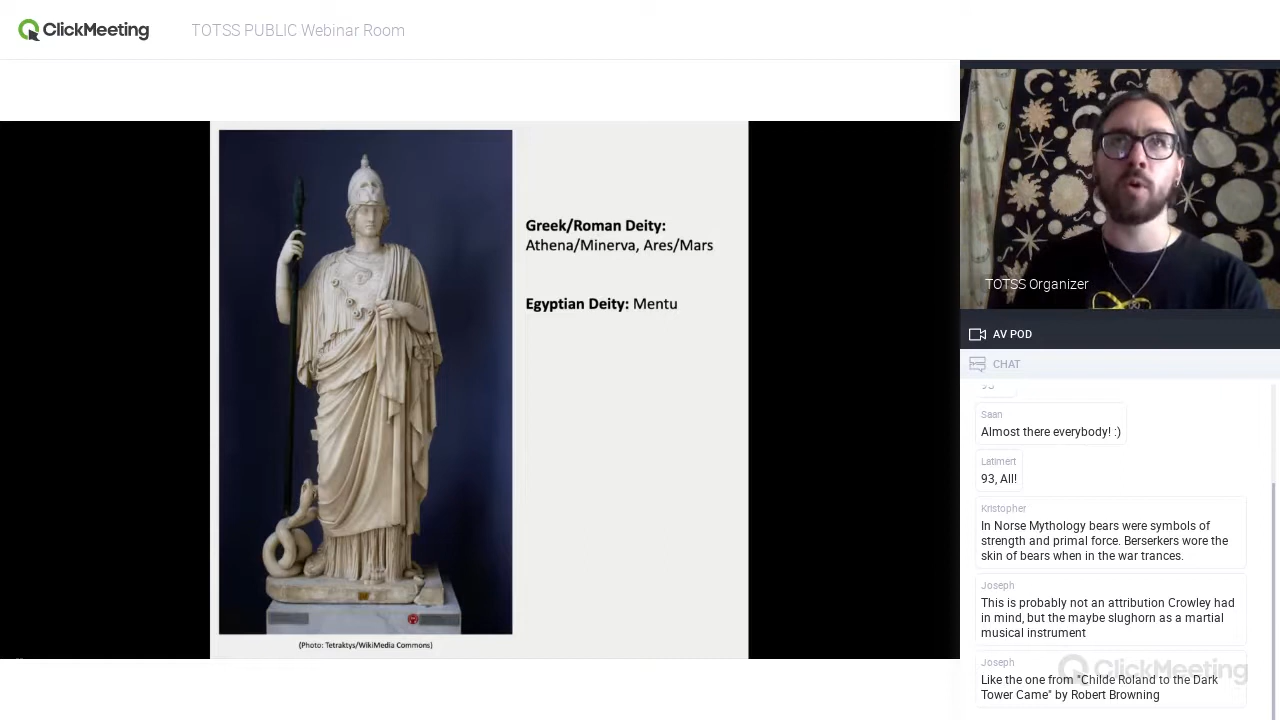 ClickMeeting
TOTSS PUBLIC Webinar Room
Greek/Roman Deity:
Athena/Minerva, Ares/Mars
Egyptian Deity: Mentu
(Photo: Tetraktys/WikiMedia Commons)
TOTSS Organizer
AV POD
CHAT
Saan
Almost there everybody! :)
Latimert
93, All!
Kristopher
In Norse Mythology bears were symbols of
strength and primal force. Berserkers wore the
skin of bears when in the war trances.
Joseph
This is probably not an attribution Crowley had
in mind, but the maybe slughorn as a martial
musical instrument
Joseph
Like the one from "Childe Roland to the Dark
Tower Came" by Robert Browning
ClickMeeting